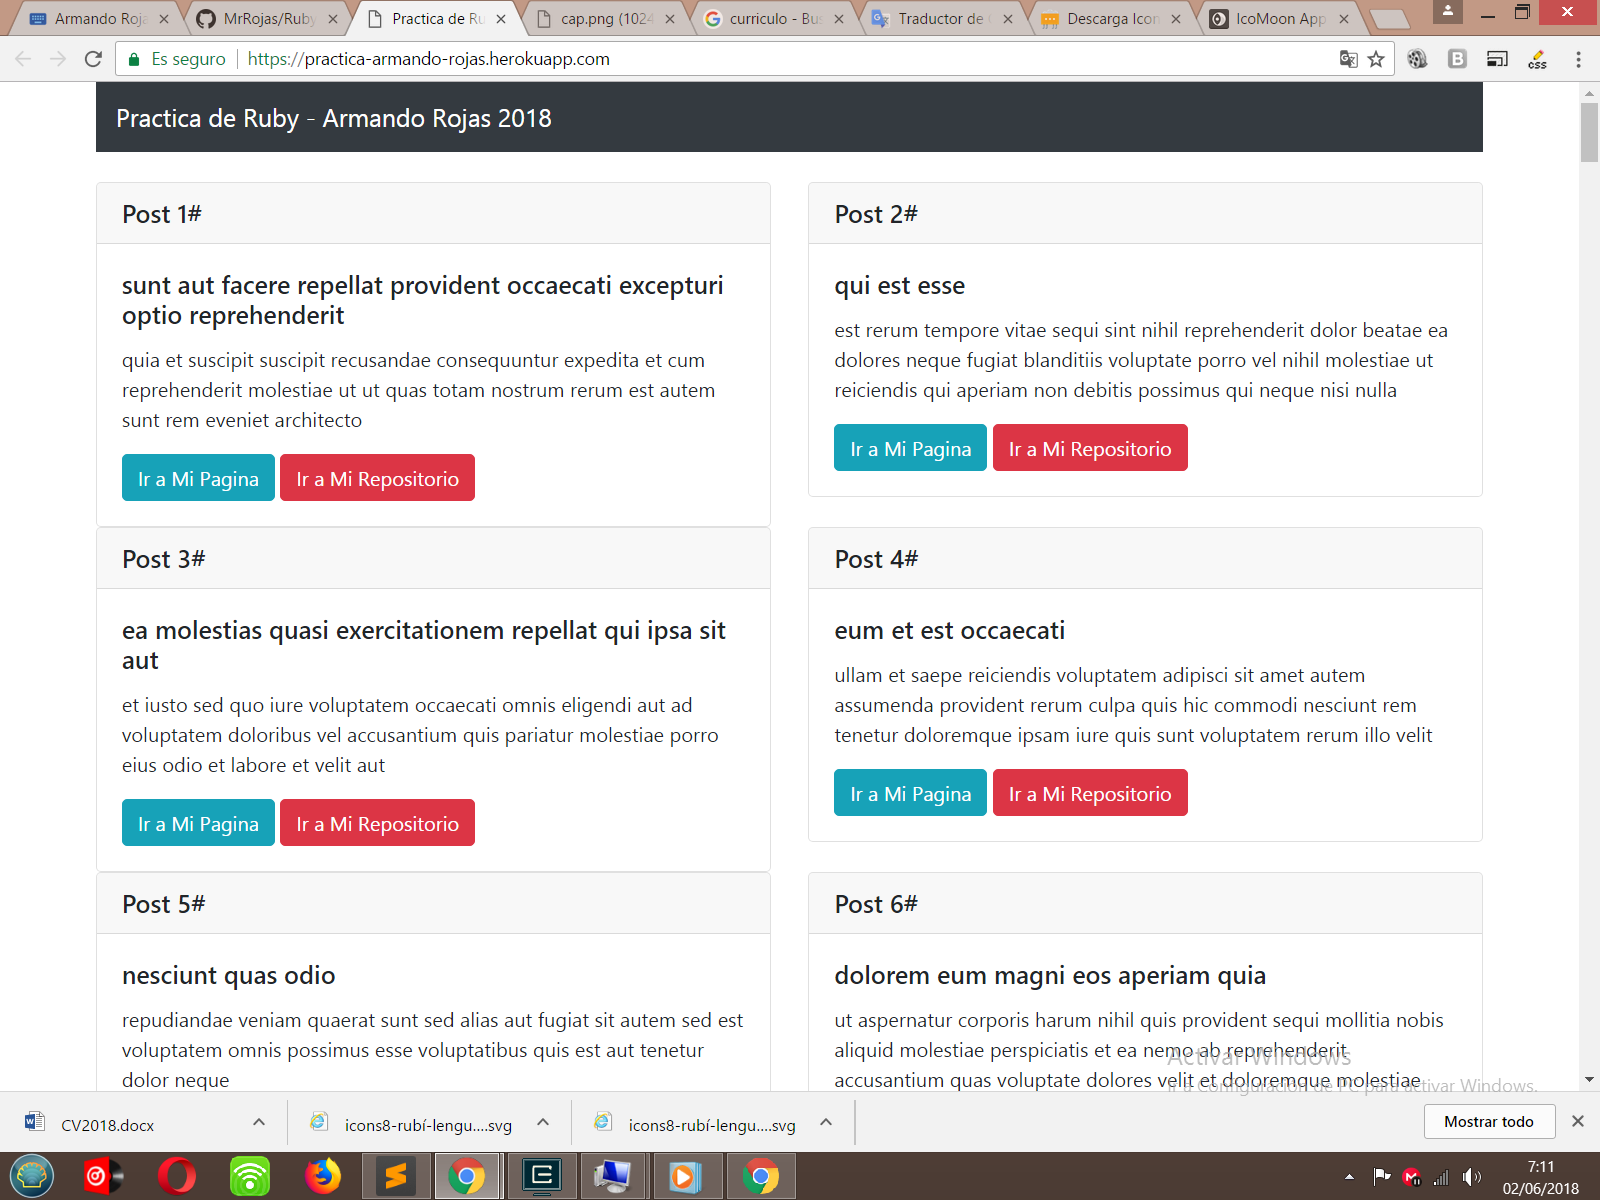 Armando Roja
MrRojas/Ruby
Practica de Ru
cap.png (1024
curriculo - Bus
Traductor de G
Descarga Icon
IcoMoon App
Es seguro
https://practica-armando-rojas.herokuapp.com
css
Practica de Ruby - Armando Rojas 2018
Post 1#
sunt aut facere repellat provident occaecati excepturi
optio reprehenderit
quia et suscipit suscipit recusandae consequuntur expedita et cum
reprehenderit molestiae ut ut quas totam nostrum rerum est autem
sunt rem eveniet architecto
Ir a Mi Pagina
Ir a Mi Repositorio
Post 2#
qui est esse
est rerum tempore vitae sequi sint nihil reprehenderit dolor beatae ea
dolores neque fugiat blanditiis voluptate porro vel nihil molestiae ut
reiciendis qui aperiam non debitis possimus qui neque nisi nulla
Ir a Mi Pagina
Ir a Mi Repositorio
Post 3#
ea molestias quasi exercitationem repellat qui ipsa sit
aut
et iusto sed quo iure voluptatem occaecati omnis eligendi aut ad
voluptatem doloribus vel accusantium quis pariatur molestiae porro
eius odio et labore et velit aut
Ir a Mi Pagina
Ir a Mi Repositorio
Post 4#
eum et est occaecati
ullam et saepe reiciendis voluptatem adipisci sit amet autem
assumenda provident rerum culpa quis hic commodi nesciunt rem
tenetur doloremque ipsam iure quis sunt voluptatem rerum illo velit
Ir a Mi Pagina
Ir a Mi Repositorio
Post 5#
nesciunt quas odio
repudiandae veniam quaerat sunt sed alias aut fugiat sit autem sed est
voluptatem omnis possimus esse voluptatibus quis est aut tenetur
dolor neque
Post 6#
dolorem eum magni eos aperiam quia
ut aspernatur corporis harum nihil quis provident sequi mollitia nobis
aliquid molestiae perspiciatis et ea nemo ab reprehenderit
accusantium quas voluptate dolores velit et doloremque molestiae
Activar Windows
Ir a Configuración de PC para activar Windows.
CV2018.docx
icons8-rubí-lengu....svg
icons8-rubí-lengu....svg
Mostrar todo
7:11
02/06/2018